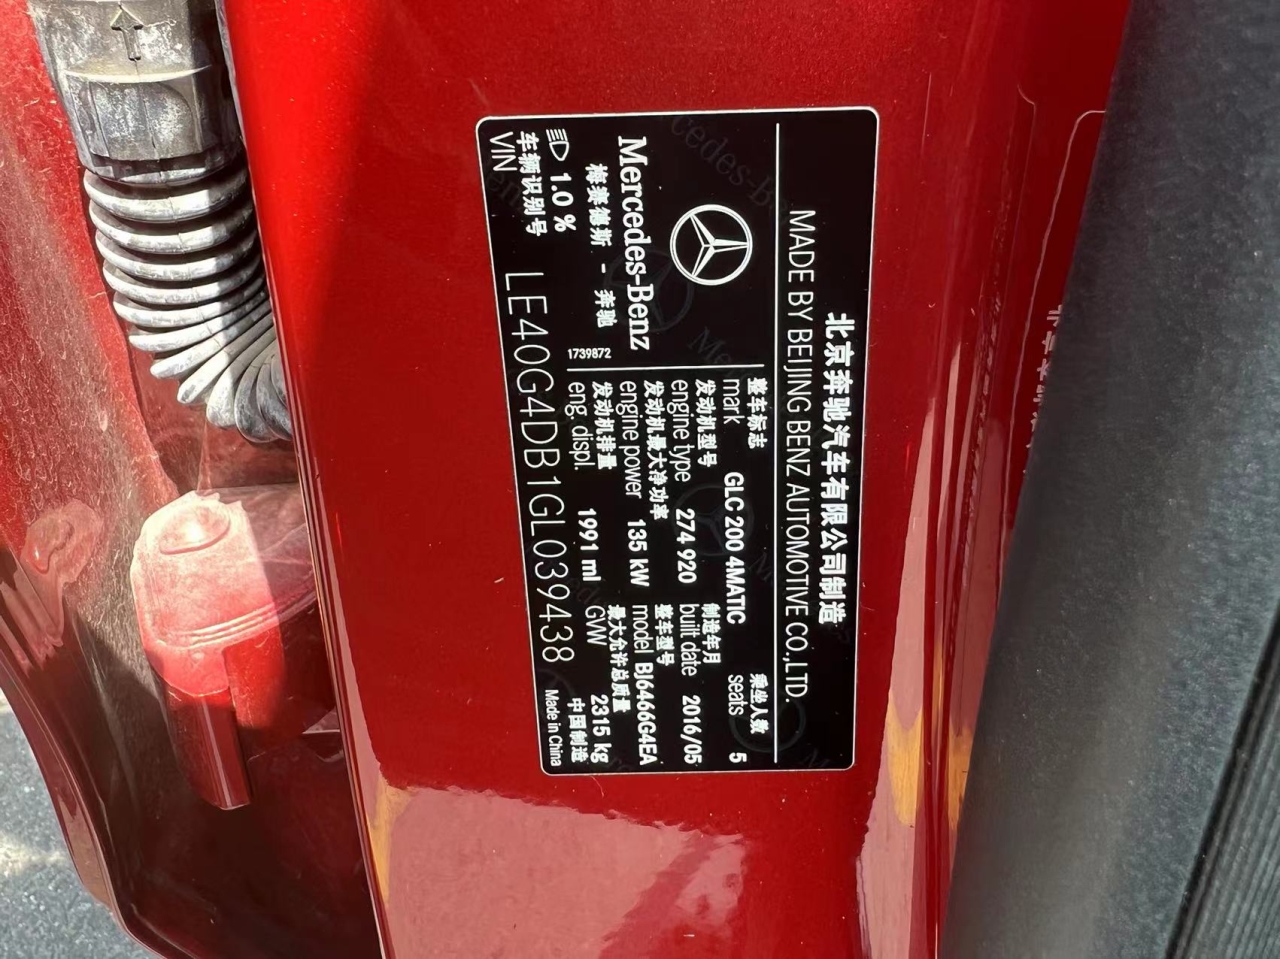 北京奔驰汽车有限公司制造
MADE BY BEIJING BENZ AUTOMOTIVE CO.,LTD.
Mercedes-Benz
梅赛德斯 - 奔驰
1.0 %
1739872
整车标志
mark GLC 200 4MATIC
乘坐人数
seats 5
发动机型号
engine type 274 920
制造年月
built date 2016/05
发动机最大净功率
engine power 135 kW
整车型号
model BJ6466G4EA
发动机排量
eng. displ. 1991 ml
最大允许总质量
GVW 2315 kg
车辆识别号
VIN LE40G4DB1GL039438
中国制造
Made in China